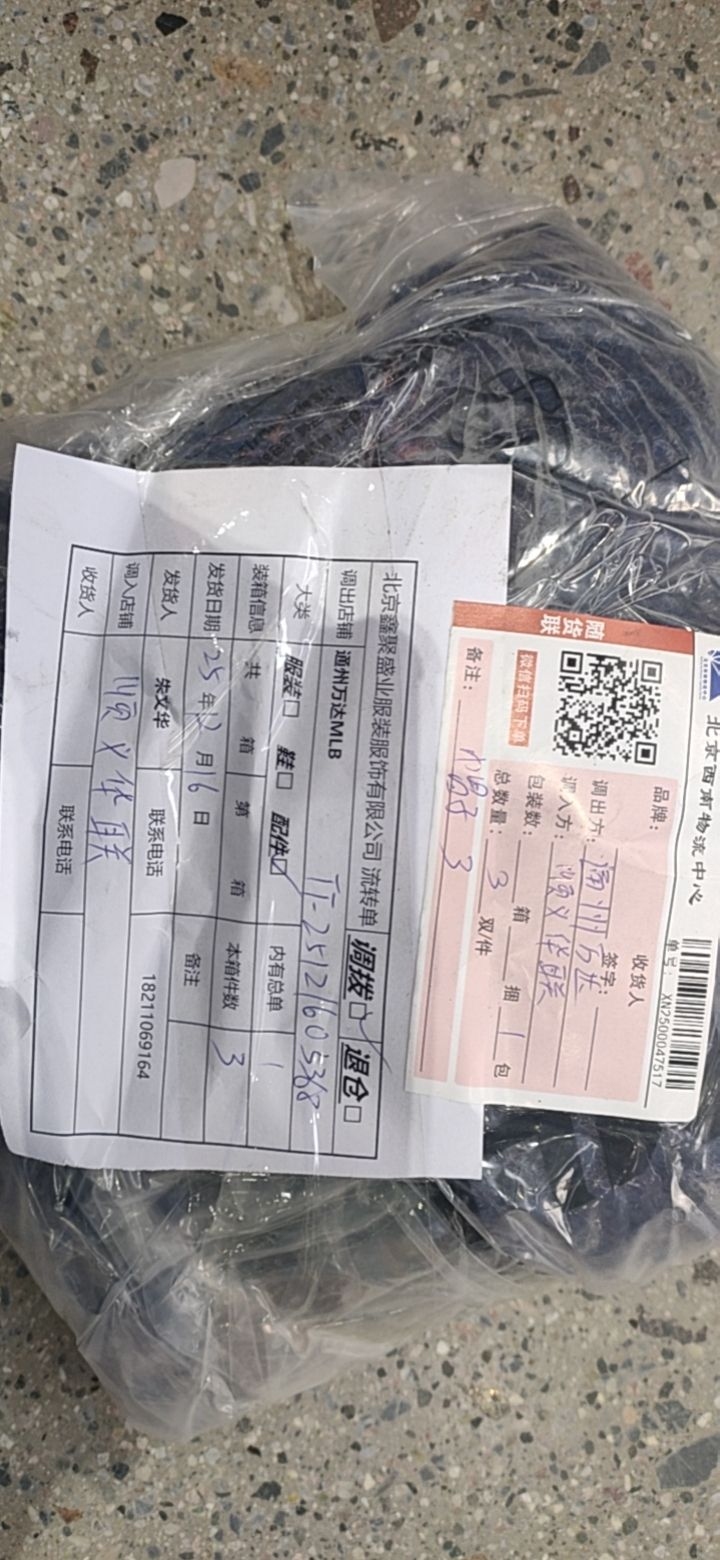 北京西南物流中心
单号: XN2500047517
随货联
微信扫码下单
品牌: 收货人
签字:
调出方: 通州万达
调入方: 顺义华联
包装数: 箱 捆 1 包
总数量: 3 双/件
备注: 帽子 3
北京鑫聚盛业服装服饰有限公司 流转单 调拨☑ 退仓□
调出店铺 通州万达MLB
大类 服装□ 鞋□ 配件☑
装箱信息 共 箱 第 箱 内有总单 1
发货日期 25年12月16日 本箱件数 3
发货人 朱文华 联系电话 18211069164
备注
调入店铺 顺义华联
收货人 联系电话